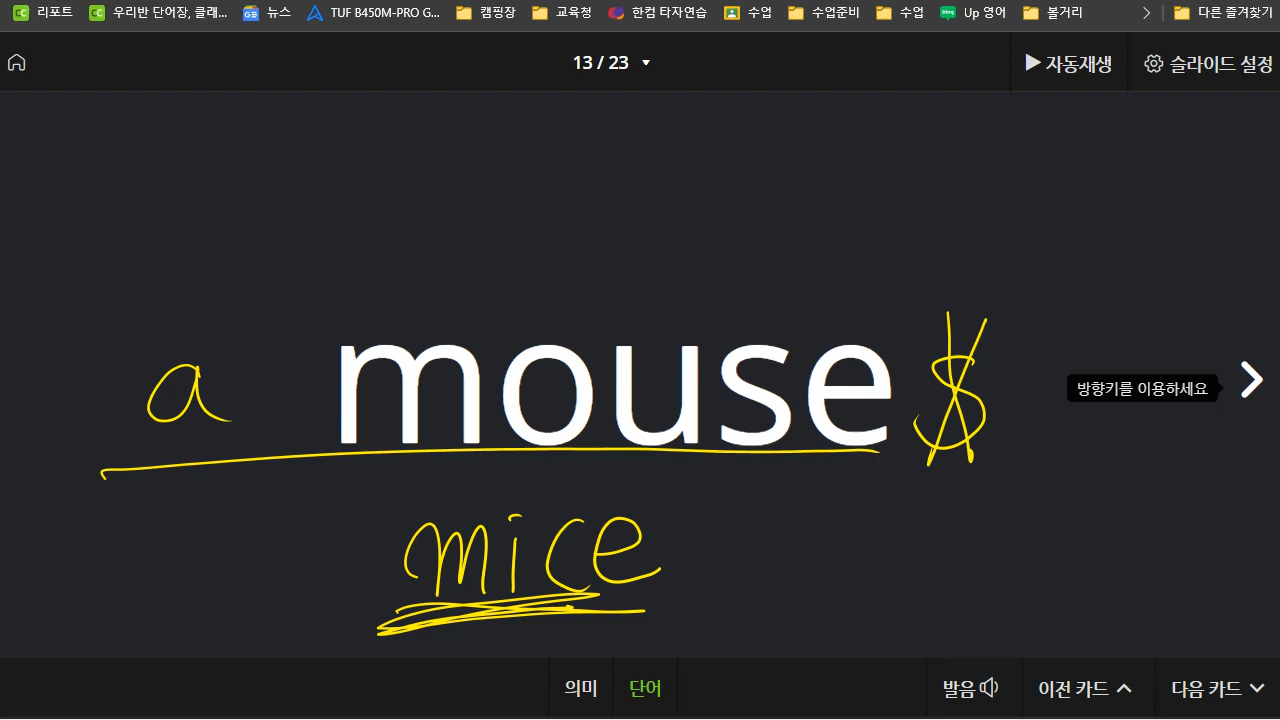 리포트 우리반 단어장, 클래... 뉴스 TUF B450M-PRO G... 캠핑장 교육청 한컴 타자연습 수업 수업준비 수업 Up 영어 볼거리 다른 즐겨찾기
13 / 23 자동재생 슬라이드 설정
a mouses
방향키를 이용하세요
mice
의미 단어 발음 이전 카드 다음 카드